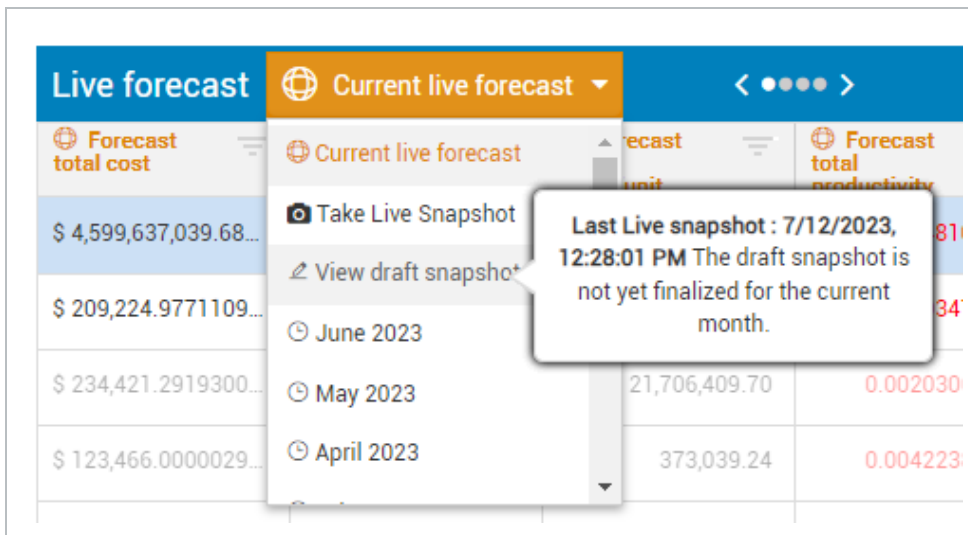 Live forecast
Current live forecast
Forecast
total cost
Current live forecast
Forecast
total
productivity
Take Live Snapshot
$ 4,599,637,039.68...
Last Live snapshot : 7/12/2023,
12:28:01 PM The draft snapshot is
not yet finalized for the current
month.
View draft snapshot
$ 209,224.9771109...
June 2023
$ 234,421.2919300...
May 2023
21,706,409.70
0.002030
$ 123,466.0000029...
April 2023
373,039.24
0.004223